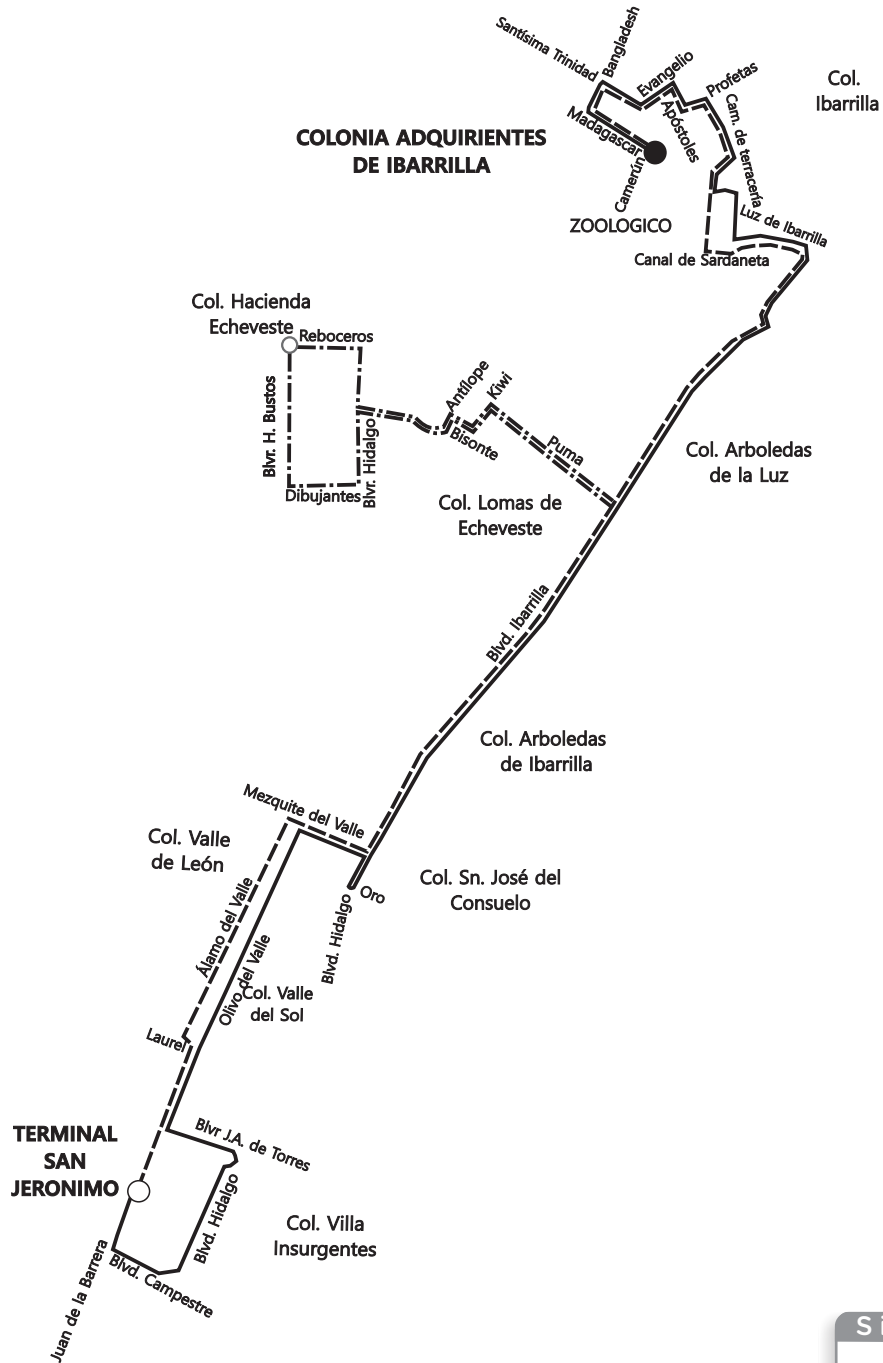 Santísima Trinidad
Bangladesh
Evangelio
Profetas
Col.
Ibarrilla
Madagascar
Apóstoles
Cam. de terracería
COLONIA ADQUIRIENTES
DE IBARRILLA
Camerún
ZOOLOGICO
Luz de Ibarrilla
Canal de Sardaneta
Col. Hacienda
Echeveste
Reboceros
Blvr. H. Bustos
Blvr. Hidalgo
Dibujantes
Antílope
Kiwi
Bisonte
Puma
Col. Arboledas
de la Luz
Col. Lomas de
Echeveste
Blvd. Ibarrilla
Col. Arboledas
de Ibarrilla
Mezquite del Valle
Col. Valle
de León
Oro
Col. Sn. José del
Consuelo
Álamo del Valle
Olivo del Valle
Blvd. Hidalgo
Col. Valle
del Sol
Laurel
Blvr J.A. de Torres
TERMINAL
SAN
JERONIMO
Blvd. Hidalgo
Col. Villa
Insurgentes
Juan de la Barrera
Blvd. Campestre